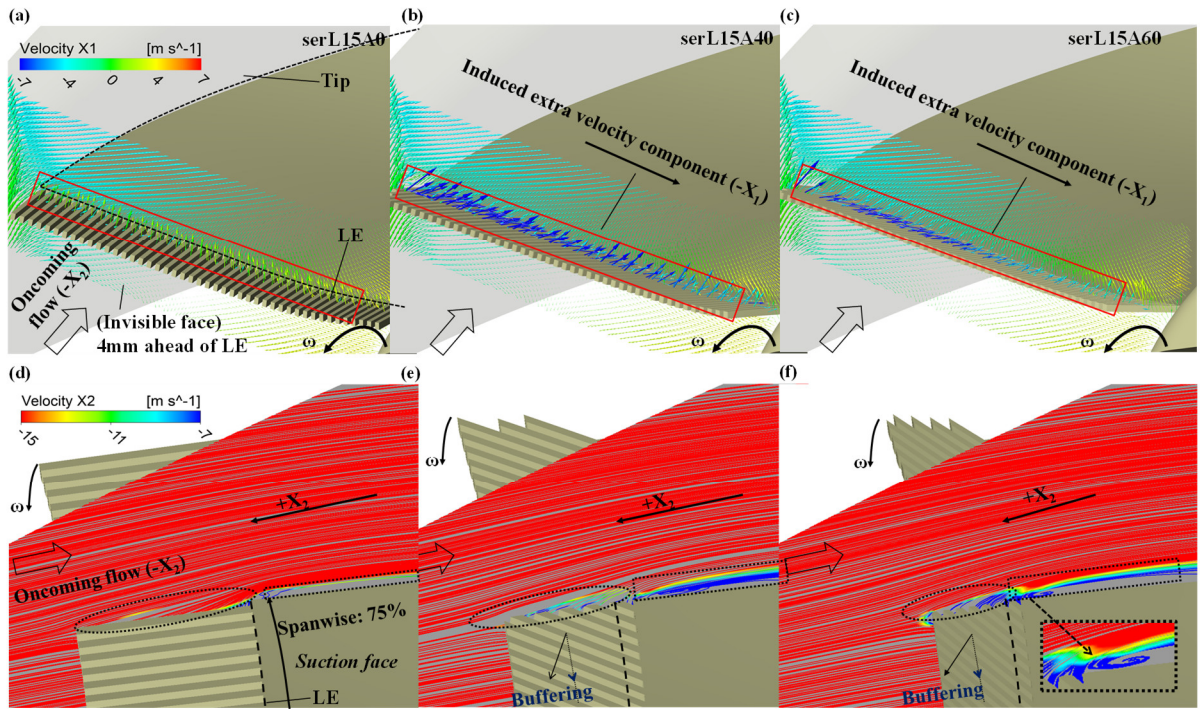 (a)
serL15A0
Velocity X1 [m s^-1]
-7 -4 0 4 7
Tip
LE
Oncoming
flow (-X2)
(Invisible face)
4mm ahead of LE
ω
(b)
serL15A40
Induced extra velocity component (-X1)
ω
(c)
serL15A60
Induced extra velocity component (-X1)
ω
(d)
Velocity X2 [m s^-1]
-15 -11 -7
ω
+X2
Oncoming flow (-X2)
Spanwise: 75%
Suction face
LE
(e)
ω
+X2
Buffering
(f)
ω
+X2
Buffering